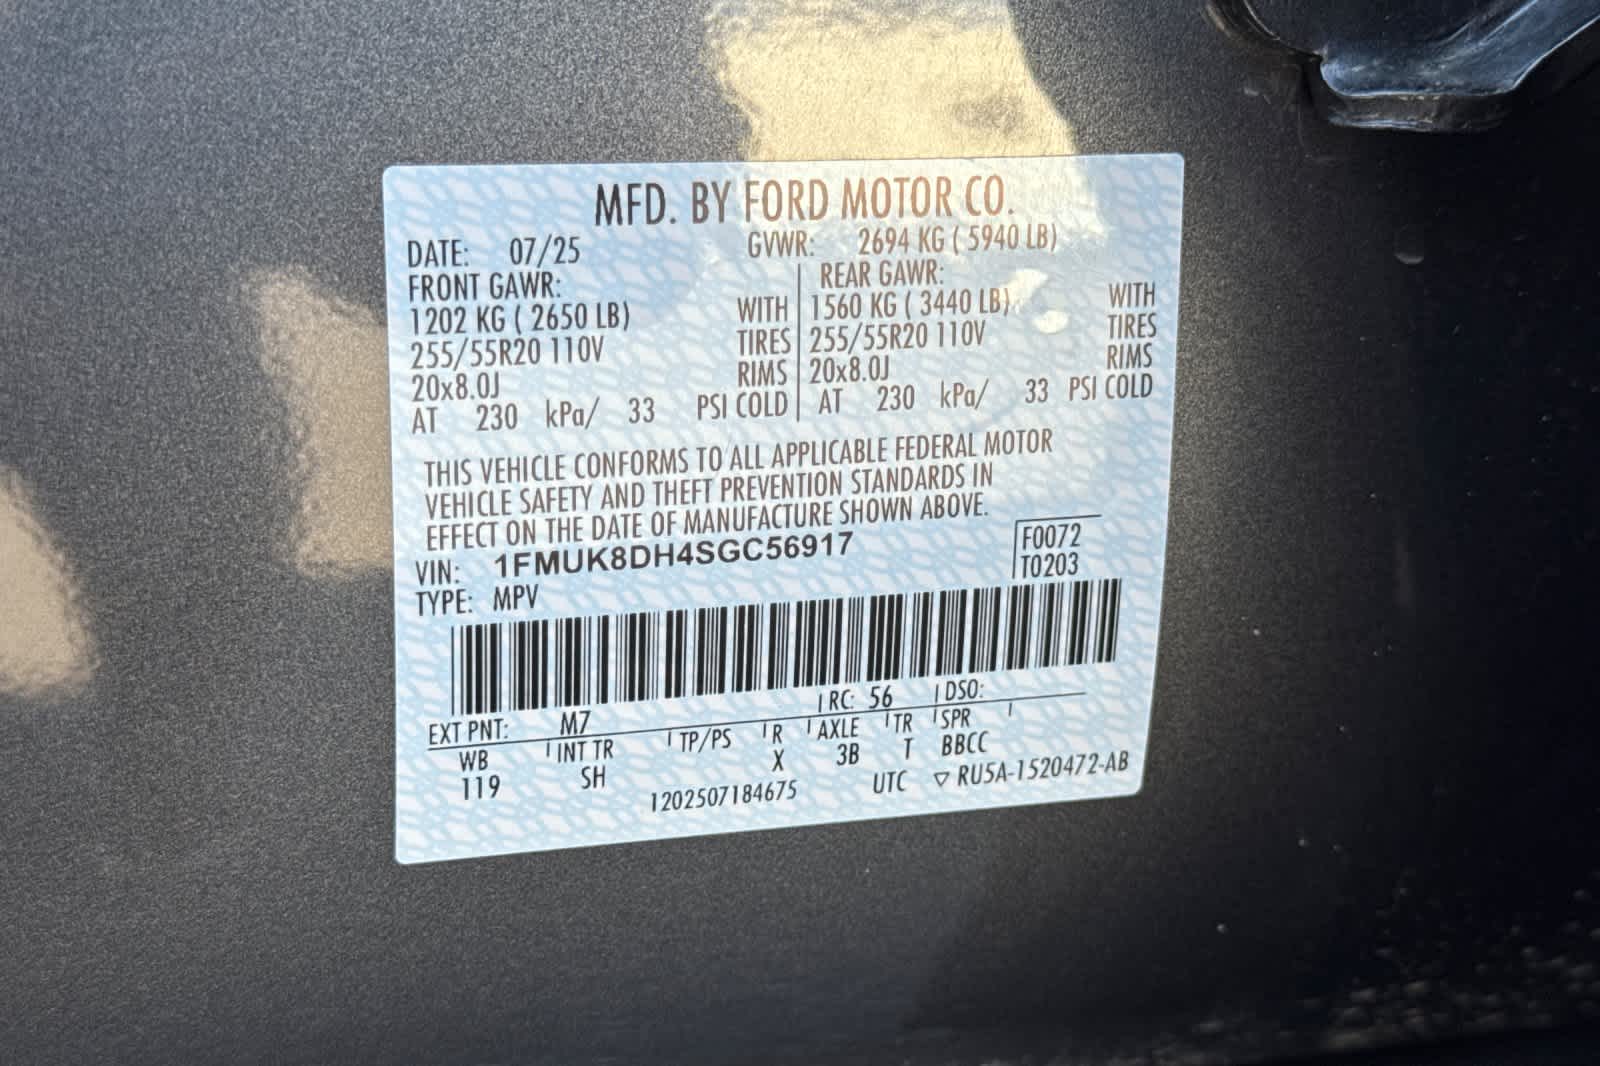 MFD. BY FORD MOTOR CO.
DATE: 07/25 GVWR: 2694 KG ( 5940 LB)
FRONT GAWR: REAR GAWR:
1202 KG ( 2650 LB) WITH 1560 KG ( 3440 LB) WITH
255/55R20 110V TIRES 255/55R20 110V TIRES
20x8.0J RIMS 20x8.0J RIMS
AT 230 kPa/ 33 PSI COLD AT 230 kPa/ 33 PSI COLD
THIS VEHICLE CONFORMS TO ALL APPLICABLE FEDERAL MOTOR
VEHICLE SAFETY AND THEFT PREVENTION STANDARDS IN
EFFECT ON THE DATE OF MANUFACTURE SHOWN ABOVE.
VIN: 1FMUK8DH4SGC56917 F0072
TYPE: MPV T0203
EXT PNT: M7 RC: 56 DSO:
WB INT TR TP/PS R AXLE TR SPR
119 SH X 3B T BBCC
1202507184675 UTC ▽ RU5A-1520472-AB